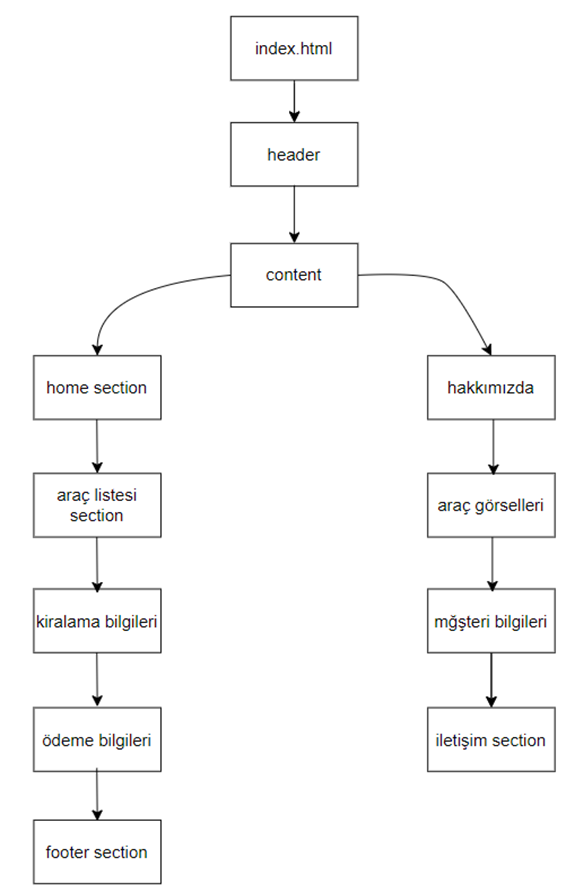 index.html
header
content
home section
hakkımızda
araç listesi
section
araç görselleri
kiralama bilgileri
mğşteri bilgileri
ödeme bilgileri
iletişim section
footer section